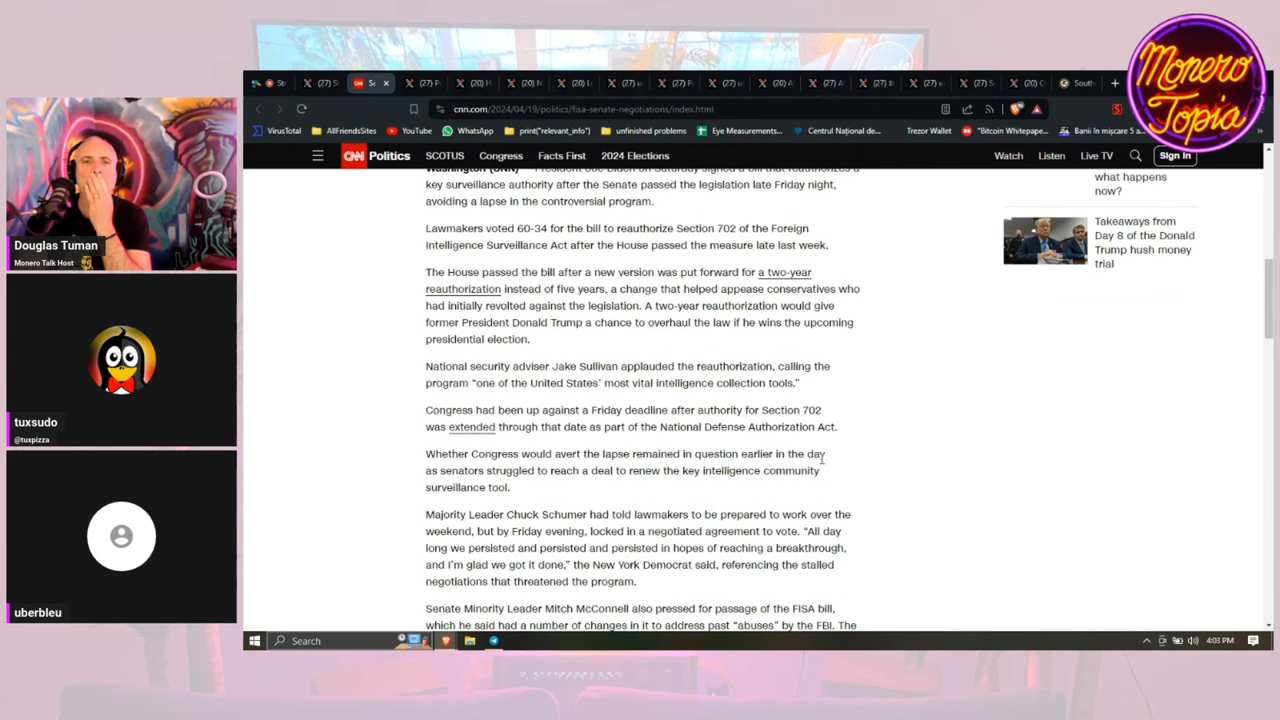 Monero
Topia
Douglas Tuman
Monero Talk Host
tuxsudo
@tuxpizza
uberbleu
cnn.com/2024/04/19/politics/fisa-senate-negotiations/index.html
VirusTotal
AllFriendsSites
YouTube
WhatsApp
print("relevant_info")
unfinished problems
Eye Measurements...
Centrul Național de...
Trezor Wallet
"Bitcoin Whitepape...
Banii în mișcare 5 a...
CNN Politics
SCOTUS
Congress
Facts First
2024 Elections
Watch
Listen
Live TV
Sign in
Washington (CNN) — President Joe Biden on Saturday signed a bill that reauthorizes a
key surveillance authority after the Senate passed the legislation late Friday night,
avoiding a lapse in the controversial program.
Lawmakers voted 60-34 for the bill to reauthorize Section 702 of the Foreign
Intelligence Surveillance Act after the House passed the measure late last week.
The House passed the bill after a new version was put forward for a two-year
reauthorization instead of five years, a change that helped appease conservatives who
had initially revolted against the legislation. A two-year reauthorization would give
former President Donald Trump a chance to overhaul the law if he wins the upcoming
presidential election.
National security adviser Jake Sullivan applauded the reauthorization, calling the
program “one of the United States’ most vital intelligence collection tools.”
Congress had been up against a Friday deadline after authority for Section 702
was extended through that date as part of the National Defense Authorization Act.
Whether Congress would avert the lapse remained in question earlier in the day
as senators struggled to reach a deal to renew the key intelligence community
surveillance tool.
Majority Leader Chuck Schumer had told lawmakers to be prepared to work over the
weekend, but by Friday evening, locked in a negotiated agreement to vote. “All day
long we persisted and persisted and persisted in hopes of reaching a breakthrough,
and I’m glad we got it done,” the New York Democrat said, referencing the stalled
negotiations that threatened the program.
Senate Minority Leader Mitch McConnell also pressed for passage of the FISA bill,
which he said had a number of changes in it to address past “abuses” by the FBI. The
what happens
now?
Takeaways from
Day 8 of the Donald
Trump hush money
trial
Search
4:03 PM